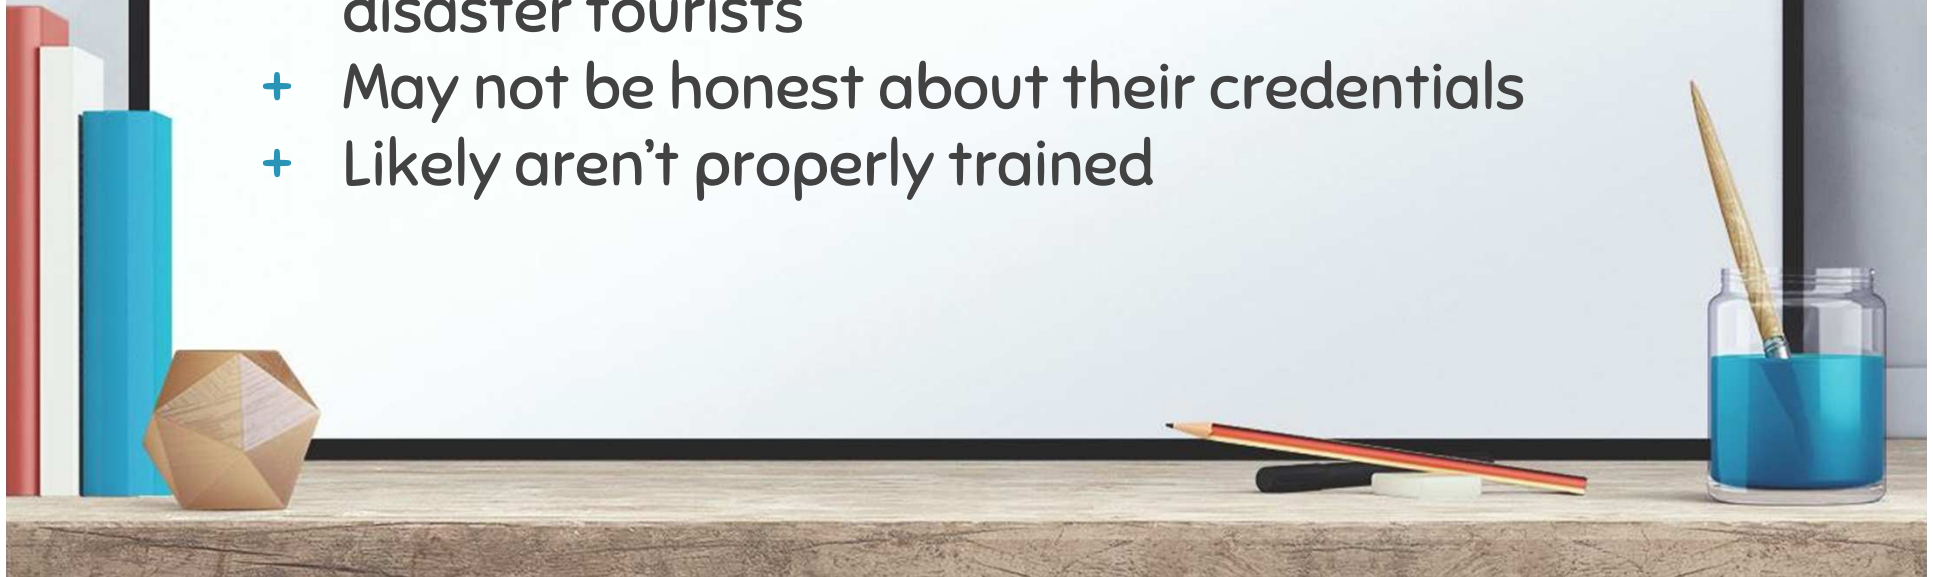 disaster tourists
+ May not be honest about their credentials
+ Likely aren’t properly trained